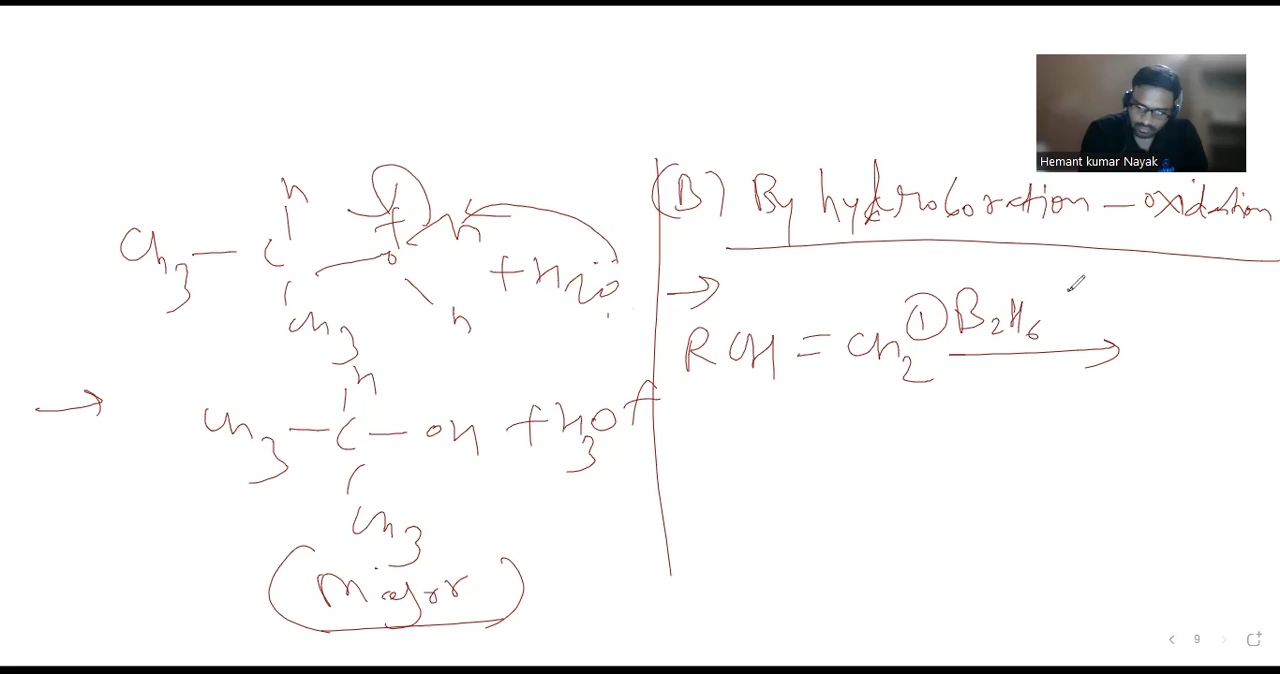 Hemant kumar Nayak
H
CH3 — C — O — H + H2O
+
H
CH3
→ CH3 — C — OH + H3O+
H
CH3
(Major)
(B) By hydroboration – oxidation
→
RCH = CH2 ① B2H6 →
9